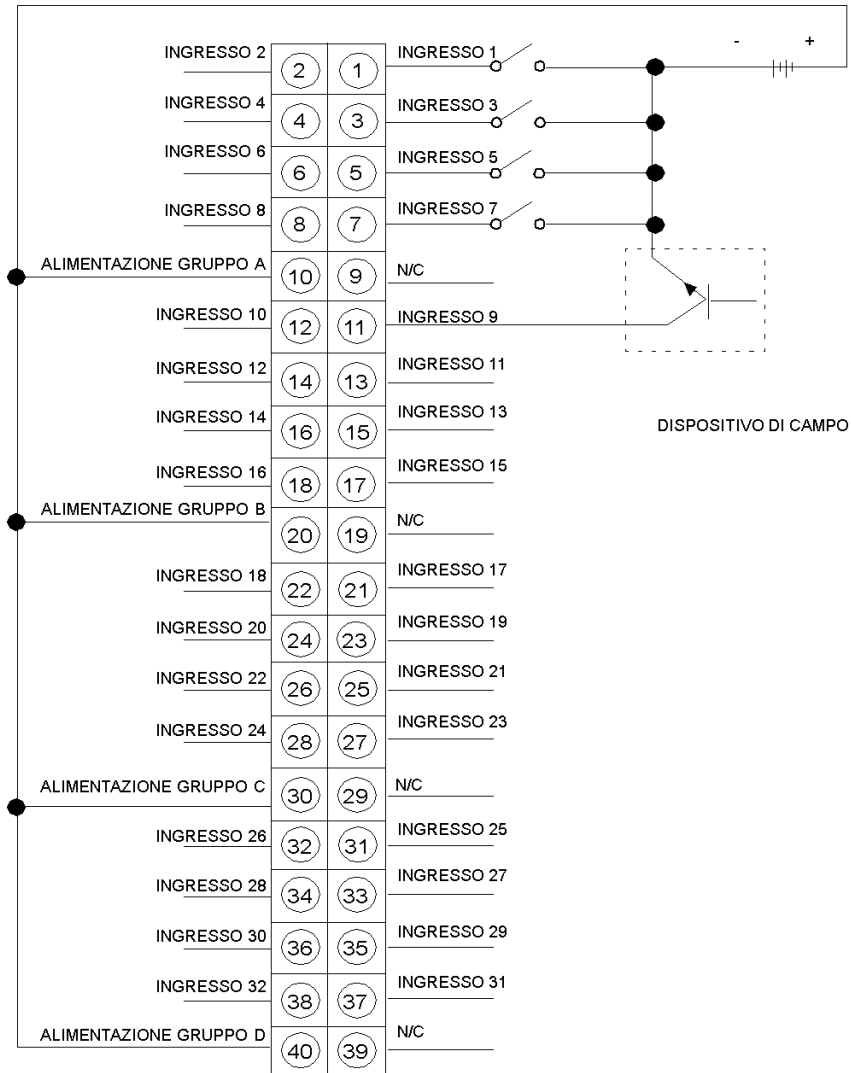 - +
INGRESSO 2 2 1 INGRESSO 1
INGRESSO 4 4 3 INGRESSO 3
INGRESSO 6 6 5 INGRESSO 5
INGRESSO 8 8 7 INGRESSO 7
ALIMENTAZIONE GRUPPO A 10 9 N/C
INGRESSO 10 12 11 INGRESSO 9
INGRESSO 12 14 13 INGRESSO 11
INGRESSO 14 16 15 INGRESSO 13
DISPOSITIVO DI CAMPO
INGRESSO 16 18 17 INGRESSO 15
ALIMENTAZIONE GRUPPO B 20 19 N/C
INGRESSO 18 22 21 INGRESSO 17
INGRESSO 20 24 23 INGRESSO 19
INGRESSO 22 26 25 INGRESSO 21
INGRESSO 24 28 27 INGRESSO 23
ALIMENTAZIONE GRUPPO C 30 29 N/C
INGRESSO 26 32 31 INGRESSO 25
INGRESSO 28 34 33 INGRESSO 27
INGRESSO 30 36 35 INGRESSO 29
INGRESSO 32 38 37 INGRESSO 31
ALIMENTAZIONE GRUPPO D 40 39 N/C